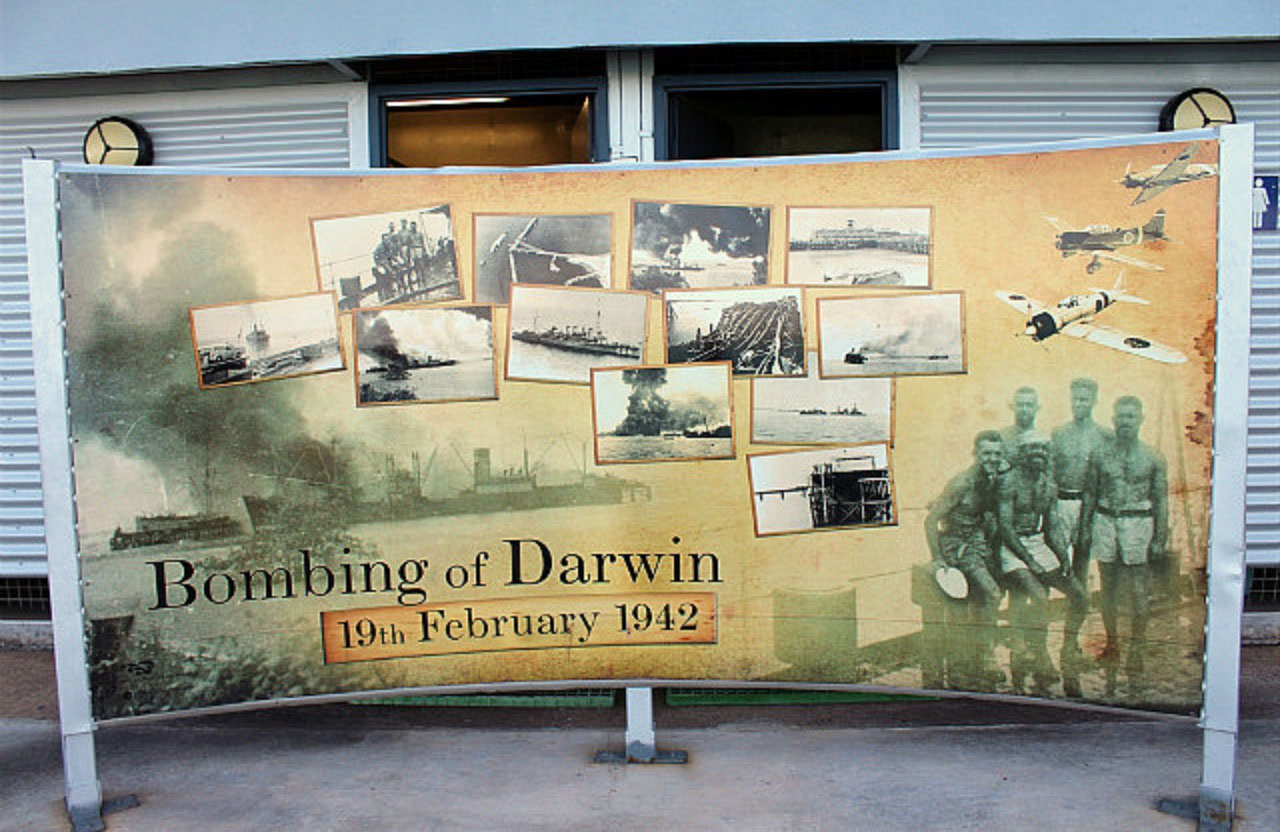 Bombing of Darwin
19th February 1942